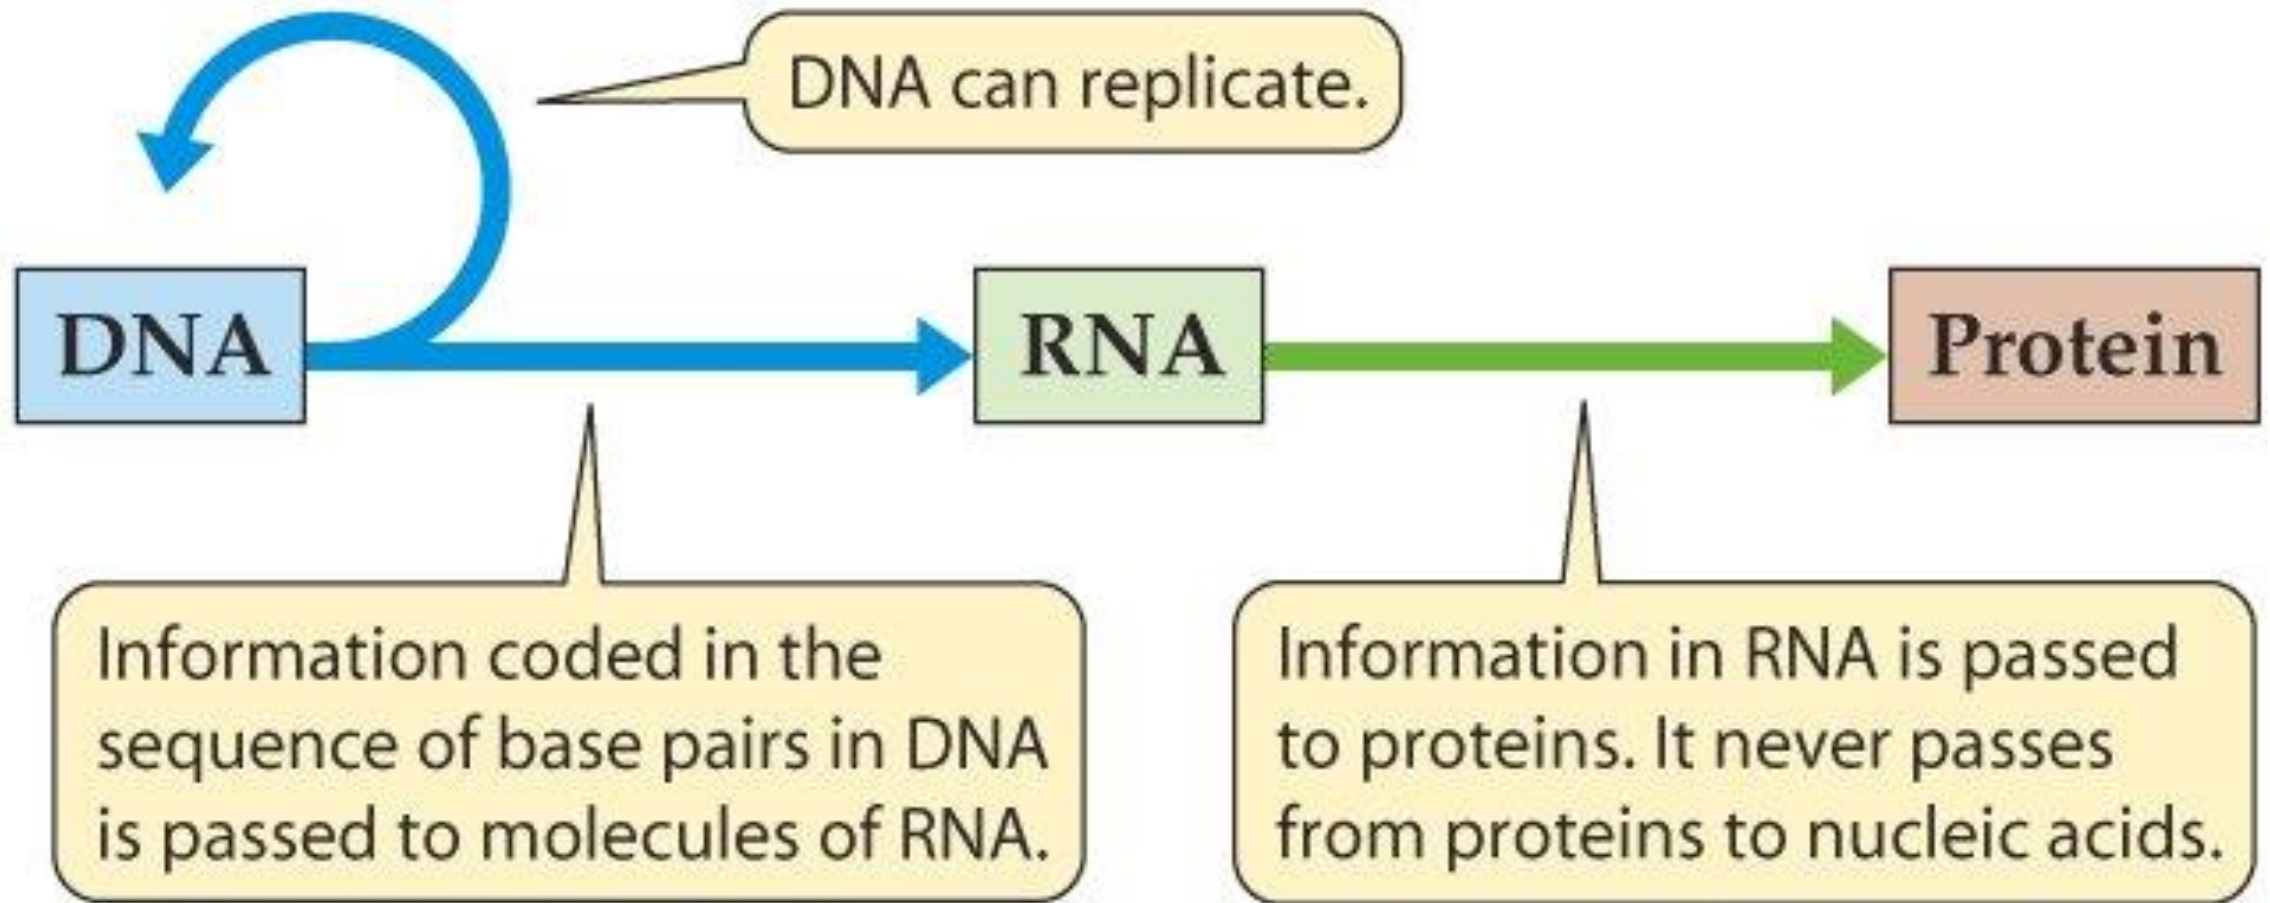 DNA can replicate.
DNA
RNA
Protein
Information coded in the
sequence of base pairs in DNA
is passed to molecules of RNA.
Information in RNA is passed
to proteins. It never passes
from proteins to nucleic acids.